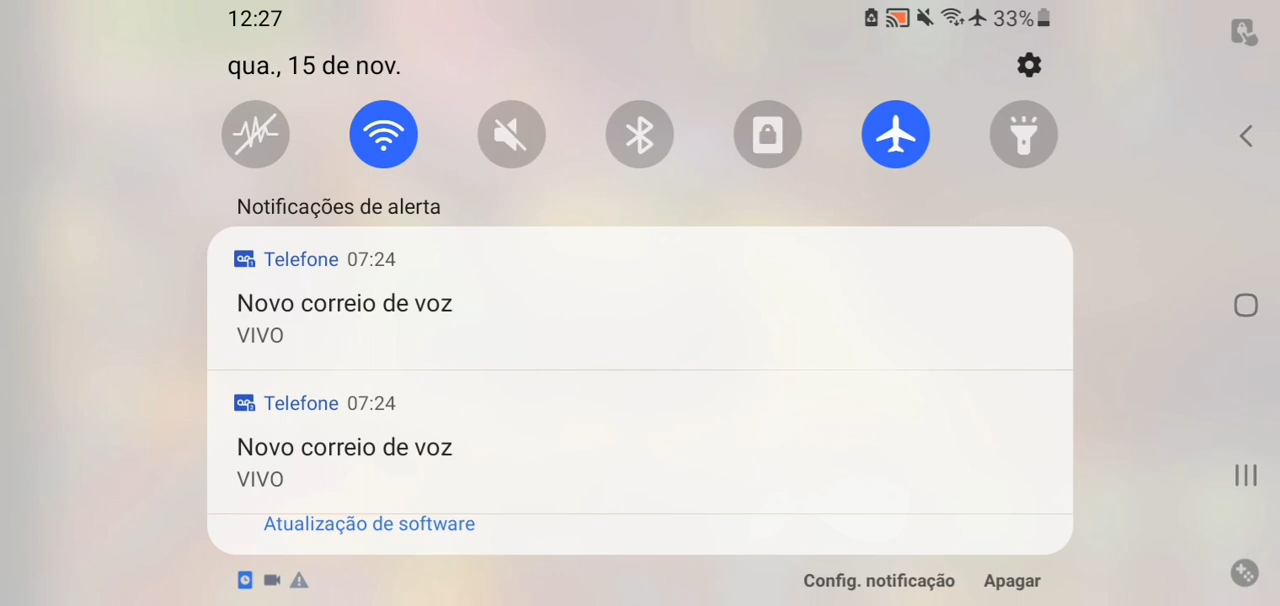 12:27
33%
qua., 15 de nov.
Notificações de alerta
Telefone 07:24
Novo correio de voz
VIVO
Telefone 07:24
Novo correio de voz
VIVO
Atualização de software
Config. notificação Apagar